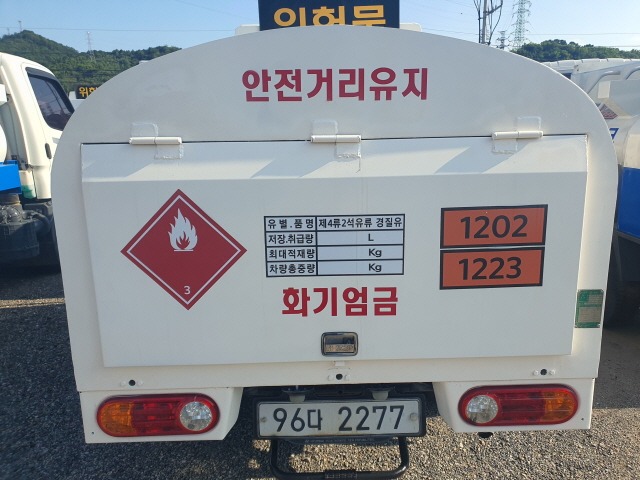 위험물
안전거리유지
유별.품명 제4류2석유류 경질유
저장.취급량 L
최대적재량 Kg
차량총중량 Kg
1202
1223
3
화기엄금
96다 2277